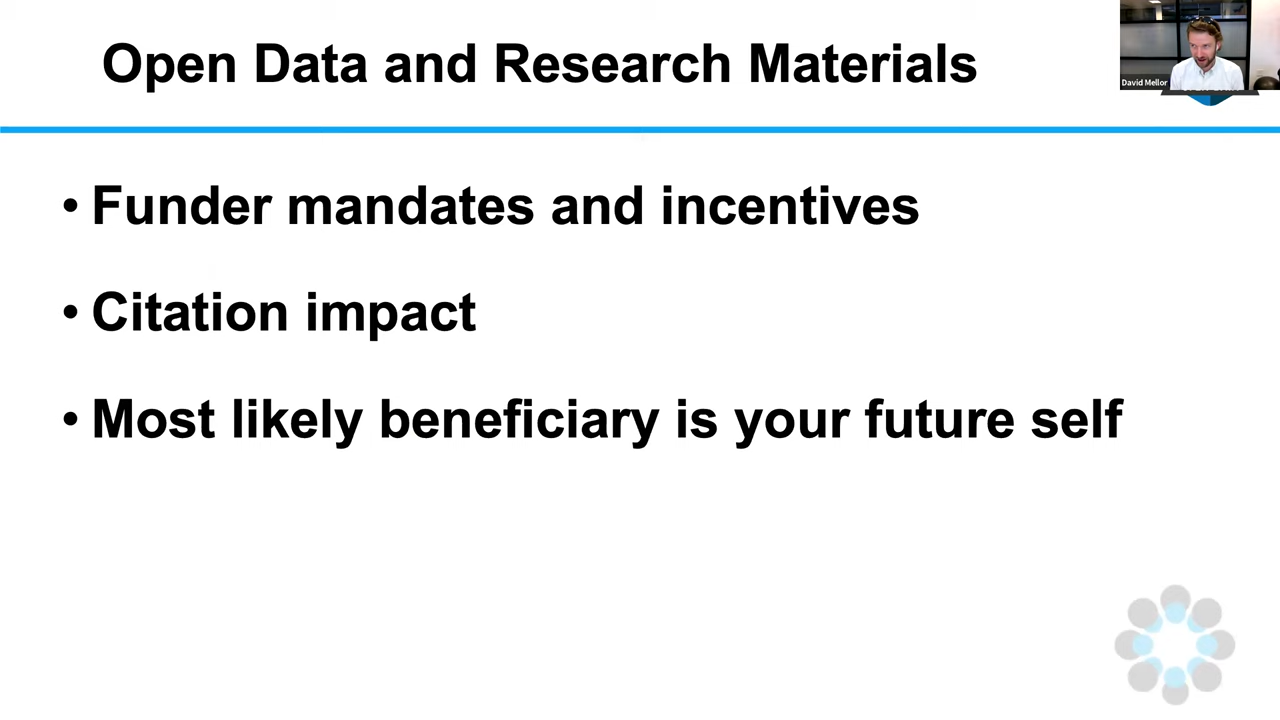 Open Data and Research Materials
David Mellor
• Funder mandates and incentives
• Citation impact
• Most likely beneficiary is your future self